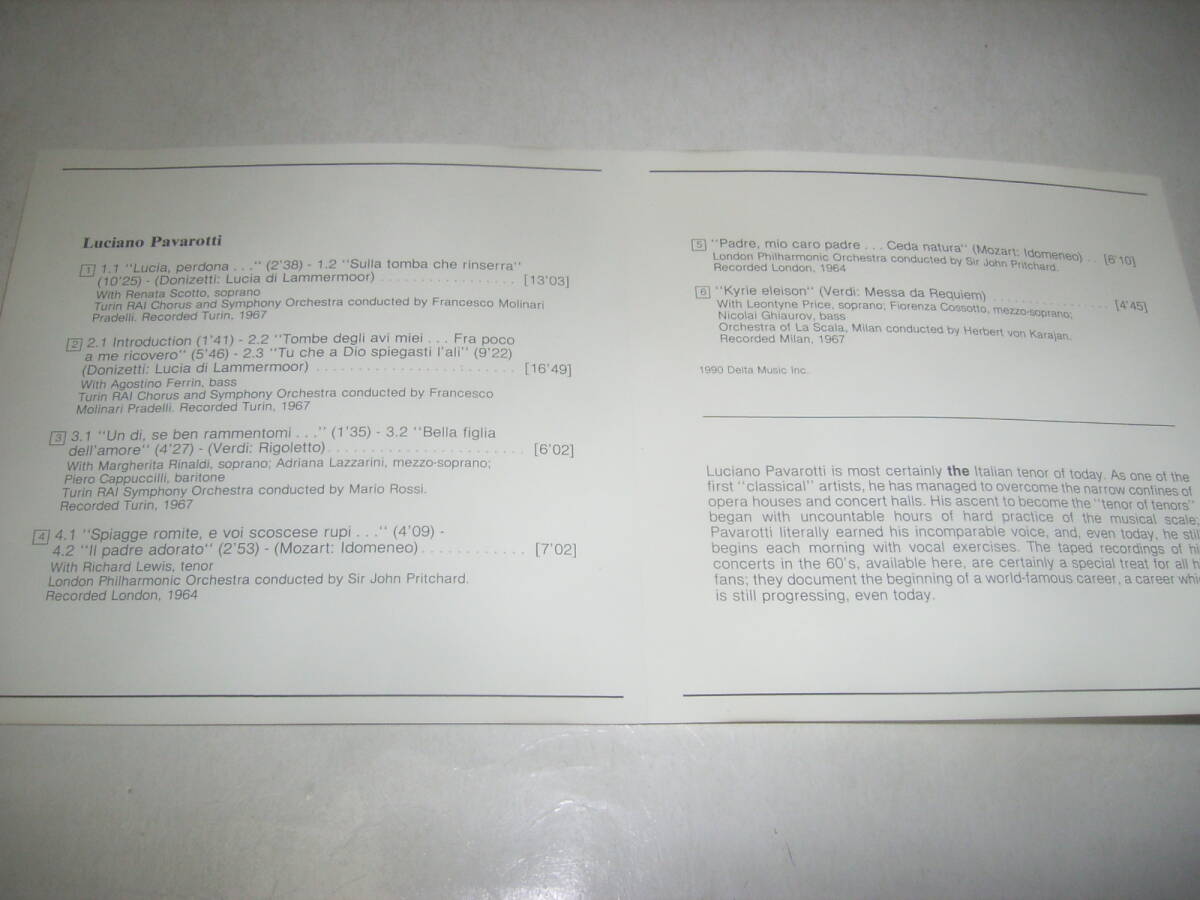 Luciano Pavarotti
1 1.1 "Lucia, perdona . . ." (2'38) - 1.2 "Sulla tomba che rinserra"
(10'25) - (Donizetti: Lucia di Lammermoor) . . . . . . . . . . . . . . . . . [13'03]
With Renata Scotto, soprano
Turin RAI Chorus and Symphony Orchestra conducted by Francesco Molinari
Pradelli. Recorded Turin, 1967
2 2.1 Introduction (1'41) - 2.2 "Tombe degli avi miei . . . Fra poco
a me ricovero" (5'46) - 2.3 "Tu che a Dio spiegasti l'ali" (9'22)
(Donizetti: Lucia di Lammermoor) . . . . . . . . . . . . . . . . . . . . . . . . [16'49]
With Agostino Ferrin, bass
Turin RAI Chorus and Symphony Orchestra conducted by Francesco
Molinari Pradelli. Recorded Turin, 1967
3 3.1 "Un di, se ben rammentomi . . ." (1'35) - 3.2 "Bella figlia
dell'amore" (4'27) - (Verdi: Rigoletto) . . . . . . . . . . . . . . . . . . . . . . . [6'02]
With Margherita Rinaldi, soprano; Adriana Lazzarini, mezzo-soprano;
Piero Cappuccilli, baritone
Turin RAI Symphony Orchestra conducted by Mario Rossi.
Recorded Turin, 1967
4 4.1 "Spiagge romite, e voi scoscese rupi . . ." (4'09) -
4.2 "Il padre adorato" (2'53) - (Mozart: Idomeneo) . . . . . . . . . . . . [7'02]
With Richard Lewis, tenor
London Philharmonic Orchestra conducted by Sir John Pritchard.
Recorded London, 1964
5 "Padre, mio caro padre . . . Ceda natura" (Mozart: Idomeneo) . . [6'10]
London Philharmonic Orchestra conducted by Sir John Pritchard.
Recorded London, 1964
6 "Kyrie eleison" (Verdi: Messa da Requiem) . . . . . . . . . . . . . . . . [4'45]
With Leontyne Price, soprano; Fiorenza Cossotto, mezzo-soprano;
Nicolai Ghiaurov, bass
Orchestra of La Scala, Milan conducted by Herbert von Karajan.
Recorded Milan, 1967
1990 Delta Music Inc.
Luciano Pavarotti is most certainly the Italian tenor of today. As one of the
first "classical" artists, he has managed to overcome the narrow confines of
opera houses and concert halls. His ascent to become the "tenor of tenors"
began with uncountable hours of hard practice of the musical scale;
Pavarotti literally earned his incomparable voice, and, even today, he still
begins each morning with vocal exercises. The taped recordings of hi
concerts in the 60's, available here, are certainly a special treat for all h
fans; they document the beginning of a world-famous career, a career whi
is still progressing, even today.